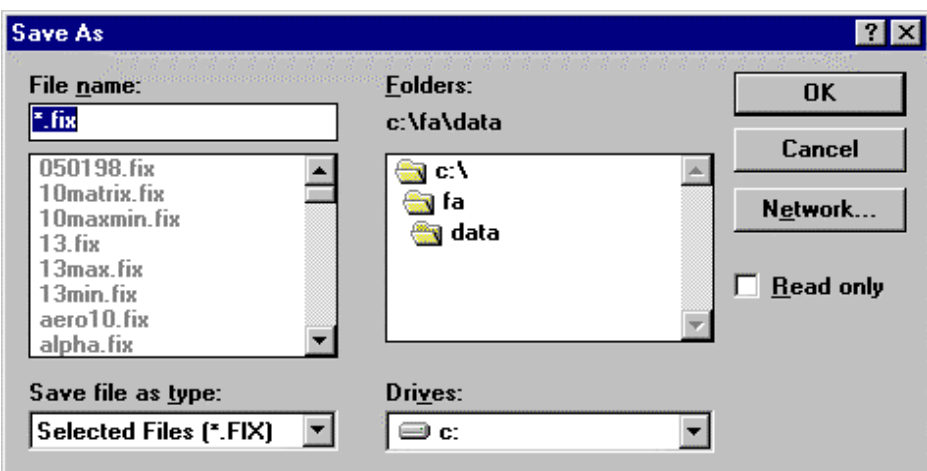 Save As
File name:
*.fix
050198.fix
10matrix.fix
10maxmin.fix
13.fix
13max.fix
13min.fix
aero10.fix
alpha.fix
Save file as type:
Selected Files (*.FIX)
Folders:
c:\fa\data
c:\
fa
data
Drives:
c:
OK
Cancel
Network...
Read only